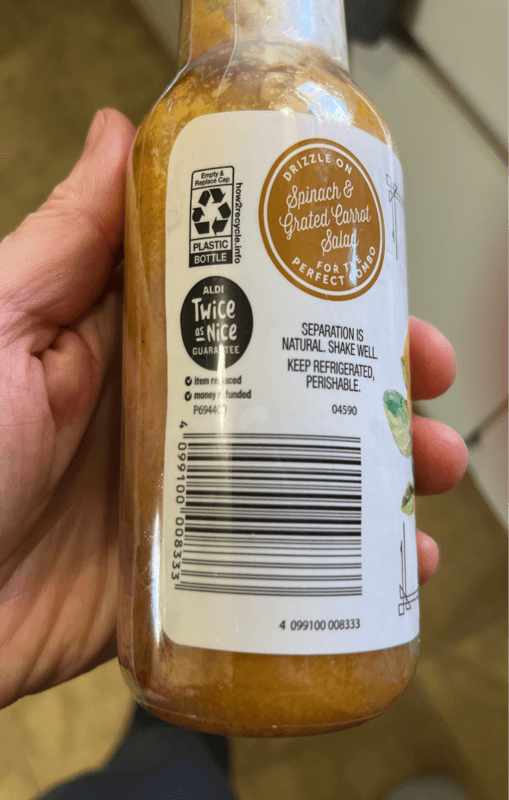 Empty &
Replace Cap
PLASTIC
BOTTLE
how2recycle.info
DRIZZLE ON
Spinach &
Grated Carrot
Salad
FOR THE
PERFECT COMBO
ALDI
Twice
as Nice
GUARANTEE
item replaced
money refunded
P694400
SEPARATION IS
NATURAL. SHAKE WELL.
KEEP REFRIGERATED,
PERISHABLE.
04590
4 099100 008333
4 099100 008333